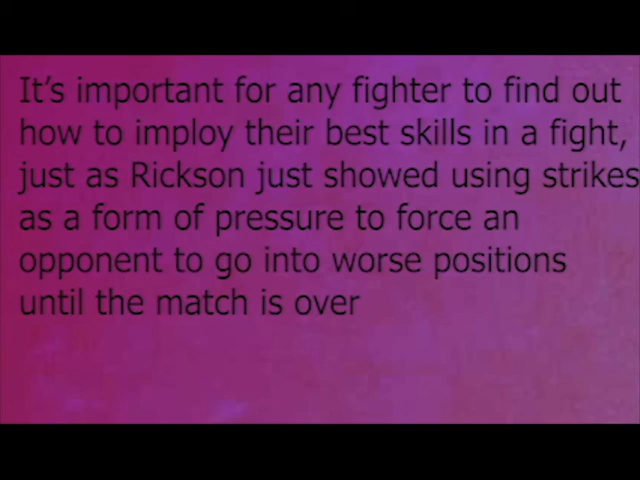 It’s important for any fighter to find out
how to imploy their best skills in a fight,
just as Rickson just showed using strikes
as a form of pressure to force an
opponent to go into worse positions
until the match is over